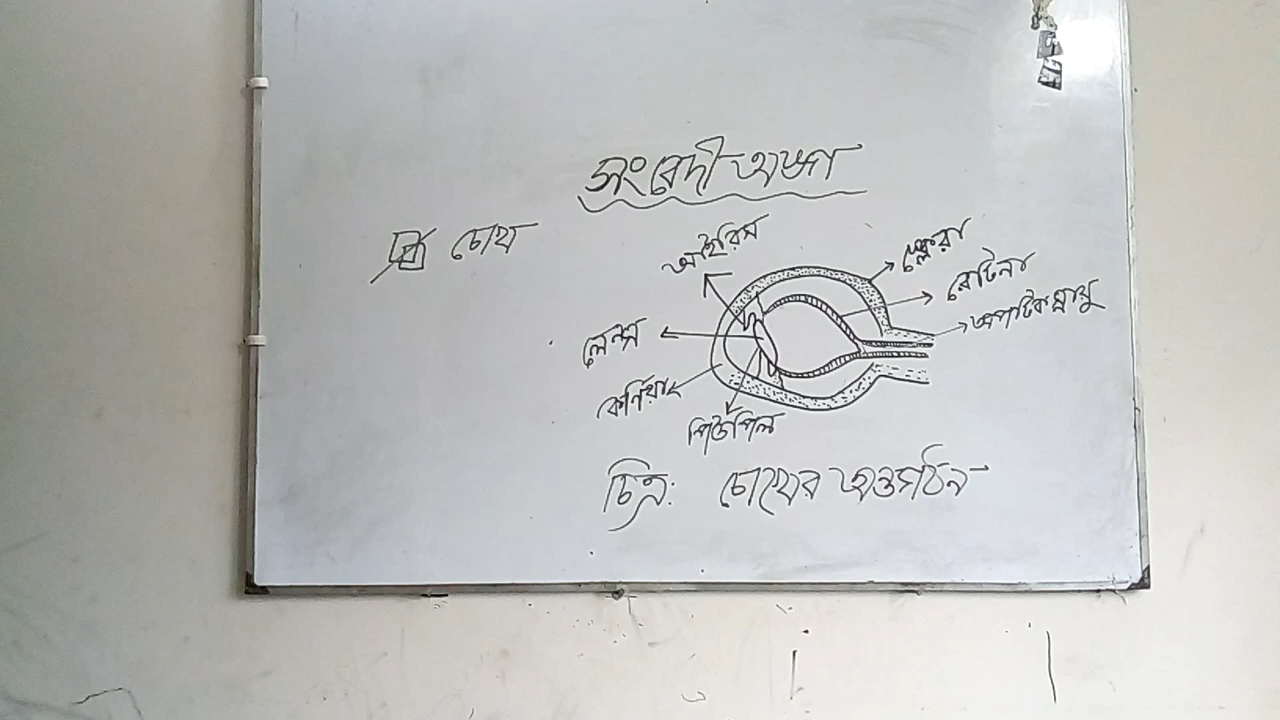 সংবেদী অঙ্গ
চোখ
আইরিস
স্ক্লেরা
রেটিনা
অপটিক স্নায়ু
লেন্স
কর্নিয়া
পিউপিল
চিত্র: চোখের অন্তর্গঠন